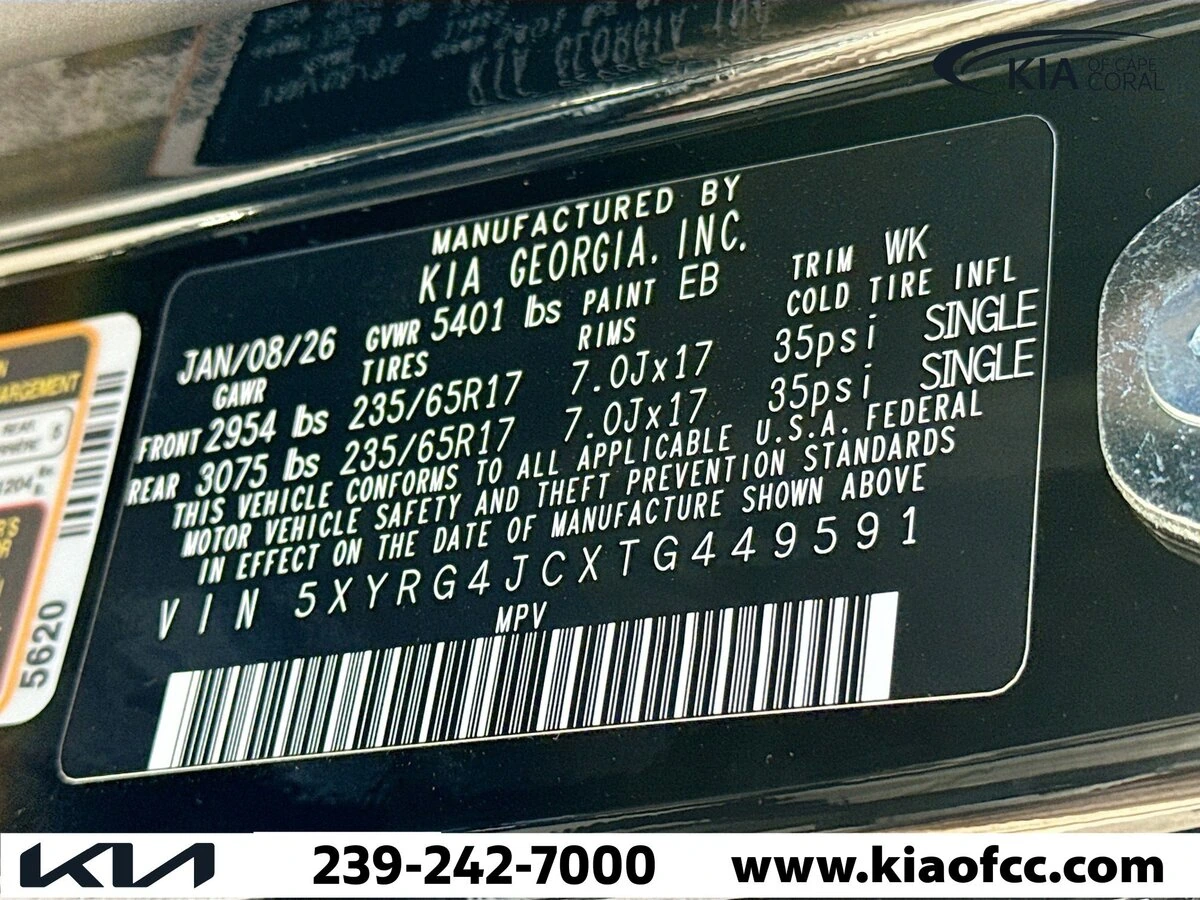 KIA OF CAPE CORAL
MANUFACTURED BY
KIA GEORGIA, INC.
JAN/08/26 GVWR 5401 lbs PAINT EB TRIM WK
GAWR TIRES RIMS COLD TIRE INFL
FRONT 2954 lbs 235/65R17 7.0Jx17 35psi SINGLE
REAR 3075 lbs 235/65R17 7.0Jx17 35psi SINGLE
THIS VEHICLE CONFORMS TO ALL APPLICABLE U.S.A. FEDERAL
MOTOR VEHICLE SAFETY AND THEFT PREVENTION STANDARDS
IN EFFECT ON THE DATE OF MANUFACTURE SHOWN ABOVE
VIN 5XYRG4JCXTG449591
MPV
5620
KIA 239-242-7000 www.kiaofcc.com